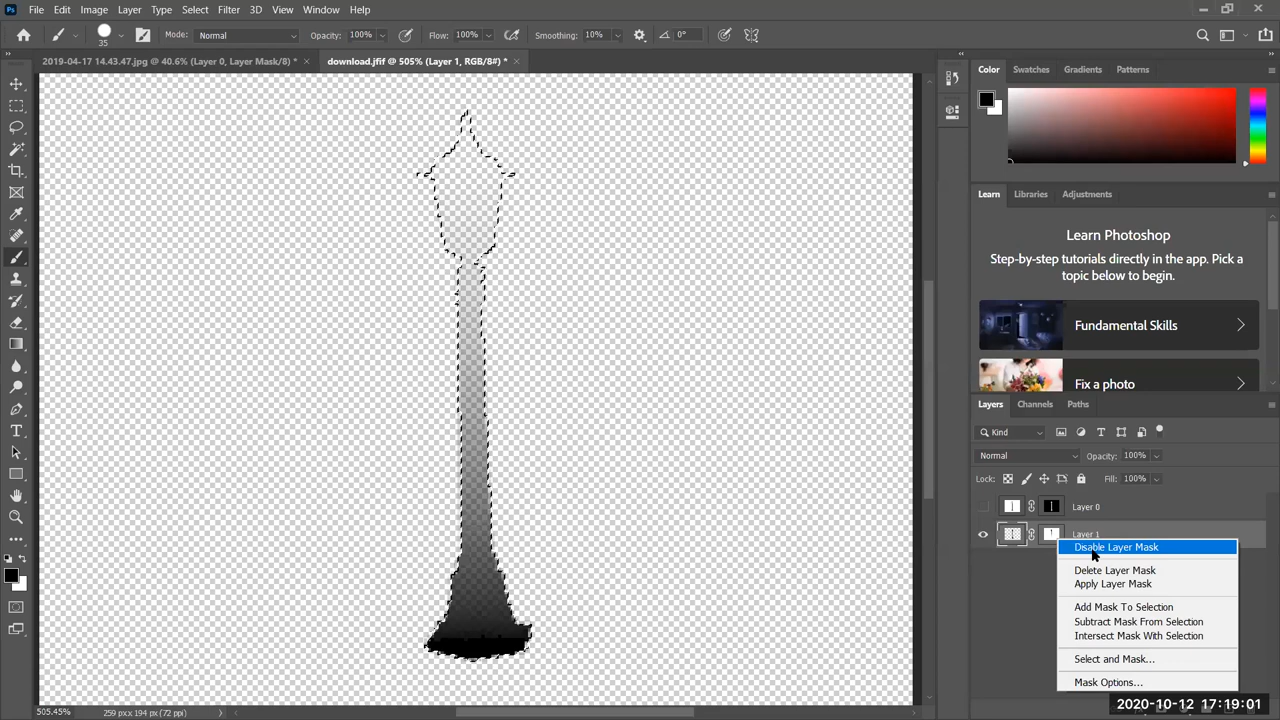 Ps File Edit Image Layer Type Select Filter 3D View Window Help
35 Mode: Normal Opacity: 100% Flow: 100% Smoothing: 10% 0°
2019-04-17 14.43.47.jpg @ 40.6% (Layer 0, Layer Mask/8) * × download.jfif @ 505% (Layer 1, RGB/8#) * ×
Color Swatches Gradients Patterns
Learn Libraries Adjustments
Learn Photoshop
Step-by-step tutorials directly in the app. Pick a
topic below to begin.
Fundamental Skills
Fix a photo
Layers Channels Paths
Kind
Normal Opacity: 100%
Lock: Fill: 100%
Layer 0
Layer 1
Disable Layer Mask
Delete Layer Mask
Apply Layer Mask
Add Mask To Selection
Subtract Mask From Selection
Intersect Mask With Selection
Select and Mask...
Mask Options...
505.45% 259 px x 194 px (72 ppi)
2020-10-12 17:19:01